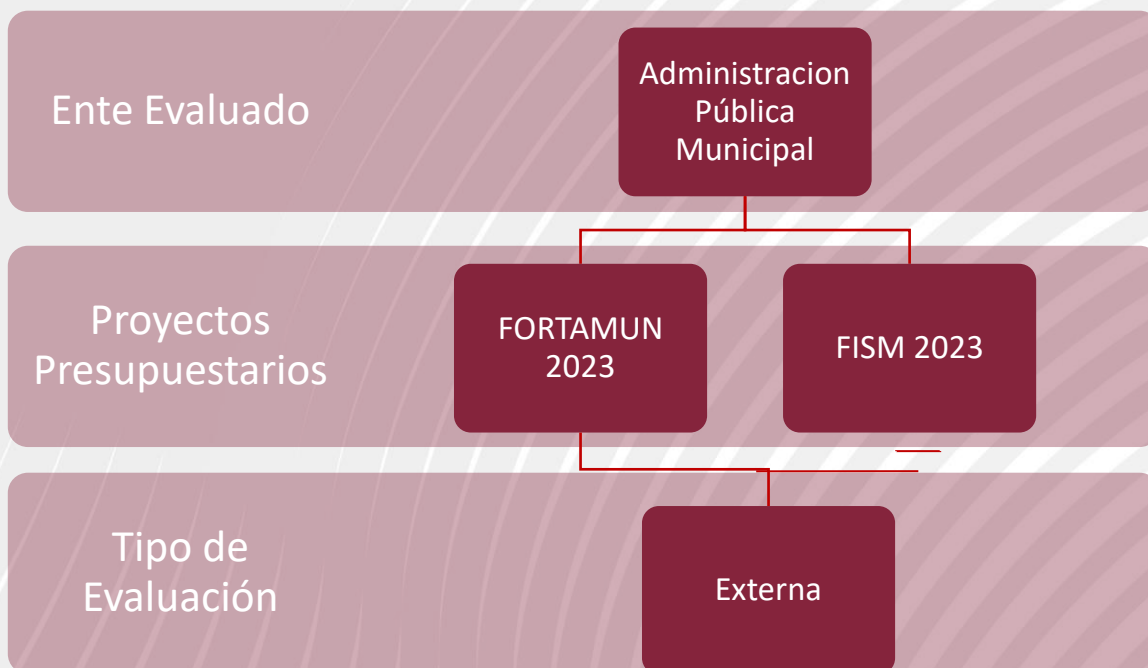 Ente Evaluado
Administracion
Pública
Municipal
Proyectos
Presupuestarios
FORTAMUN
2023
FISM 2023
Tipo de
Evaluación
Externa